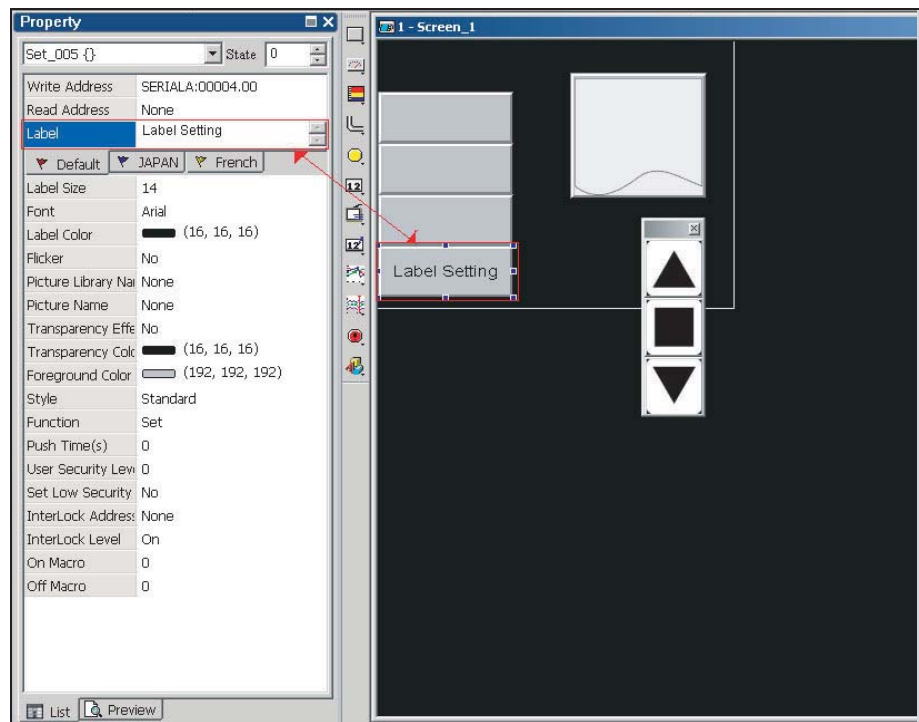 Property
Set_005 {}
State 0
Write Address SERIALA:00004.00
Read Address None
Label Label Setting
Default JAPAN French
Label Size 14
Font Arial
Label Color (16, 16, 16)
Flicker No
Picture Library Nai None
Picture Name None
Transparency Effe No
Transparency Colc (16, 16, 16)
Foreground Color (192, 192, 192)
Style Standard
Function Set
Push Time(s) 0
User Security Leve 0
Set Low Security No
InterLock Address None
InterLock Level On
On Macro 0
Off Macro 0
List Preview
1 - Screen_1
12
12
Label Setting